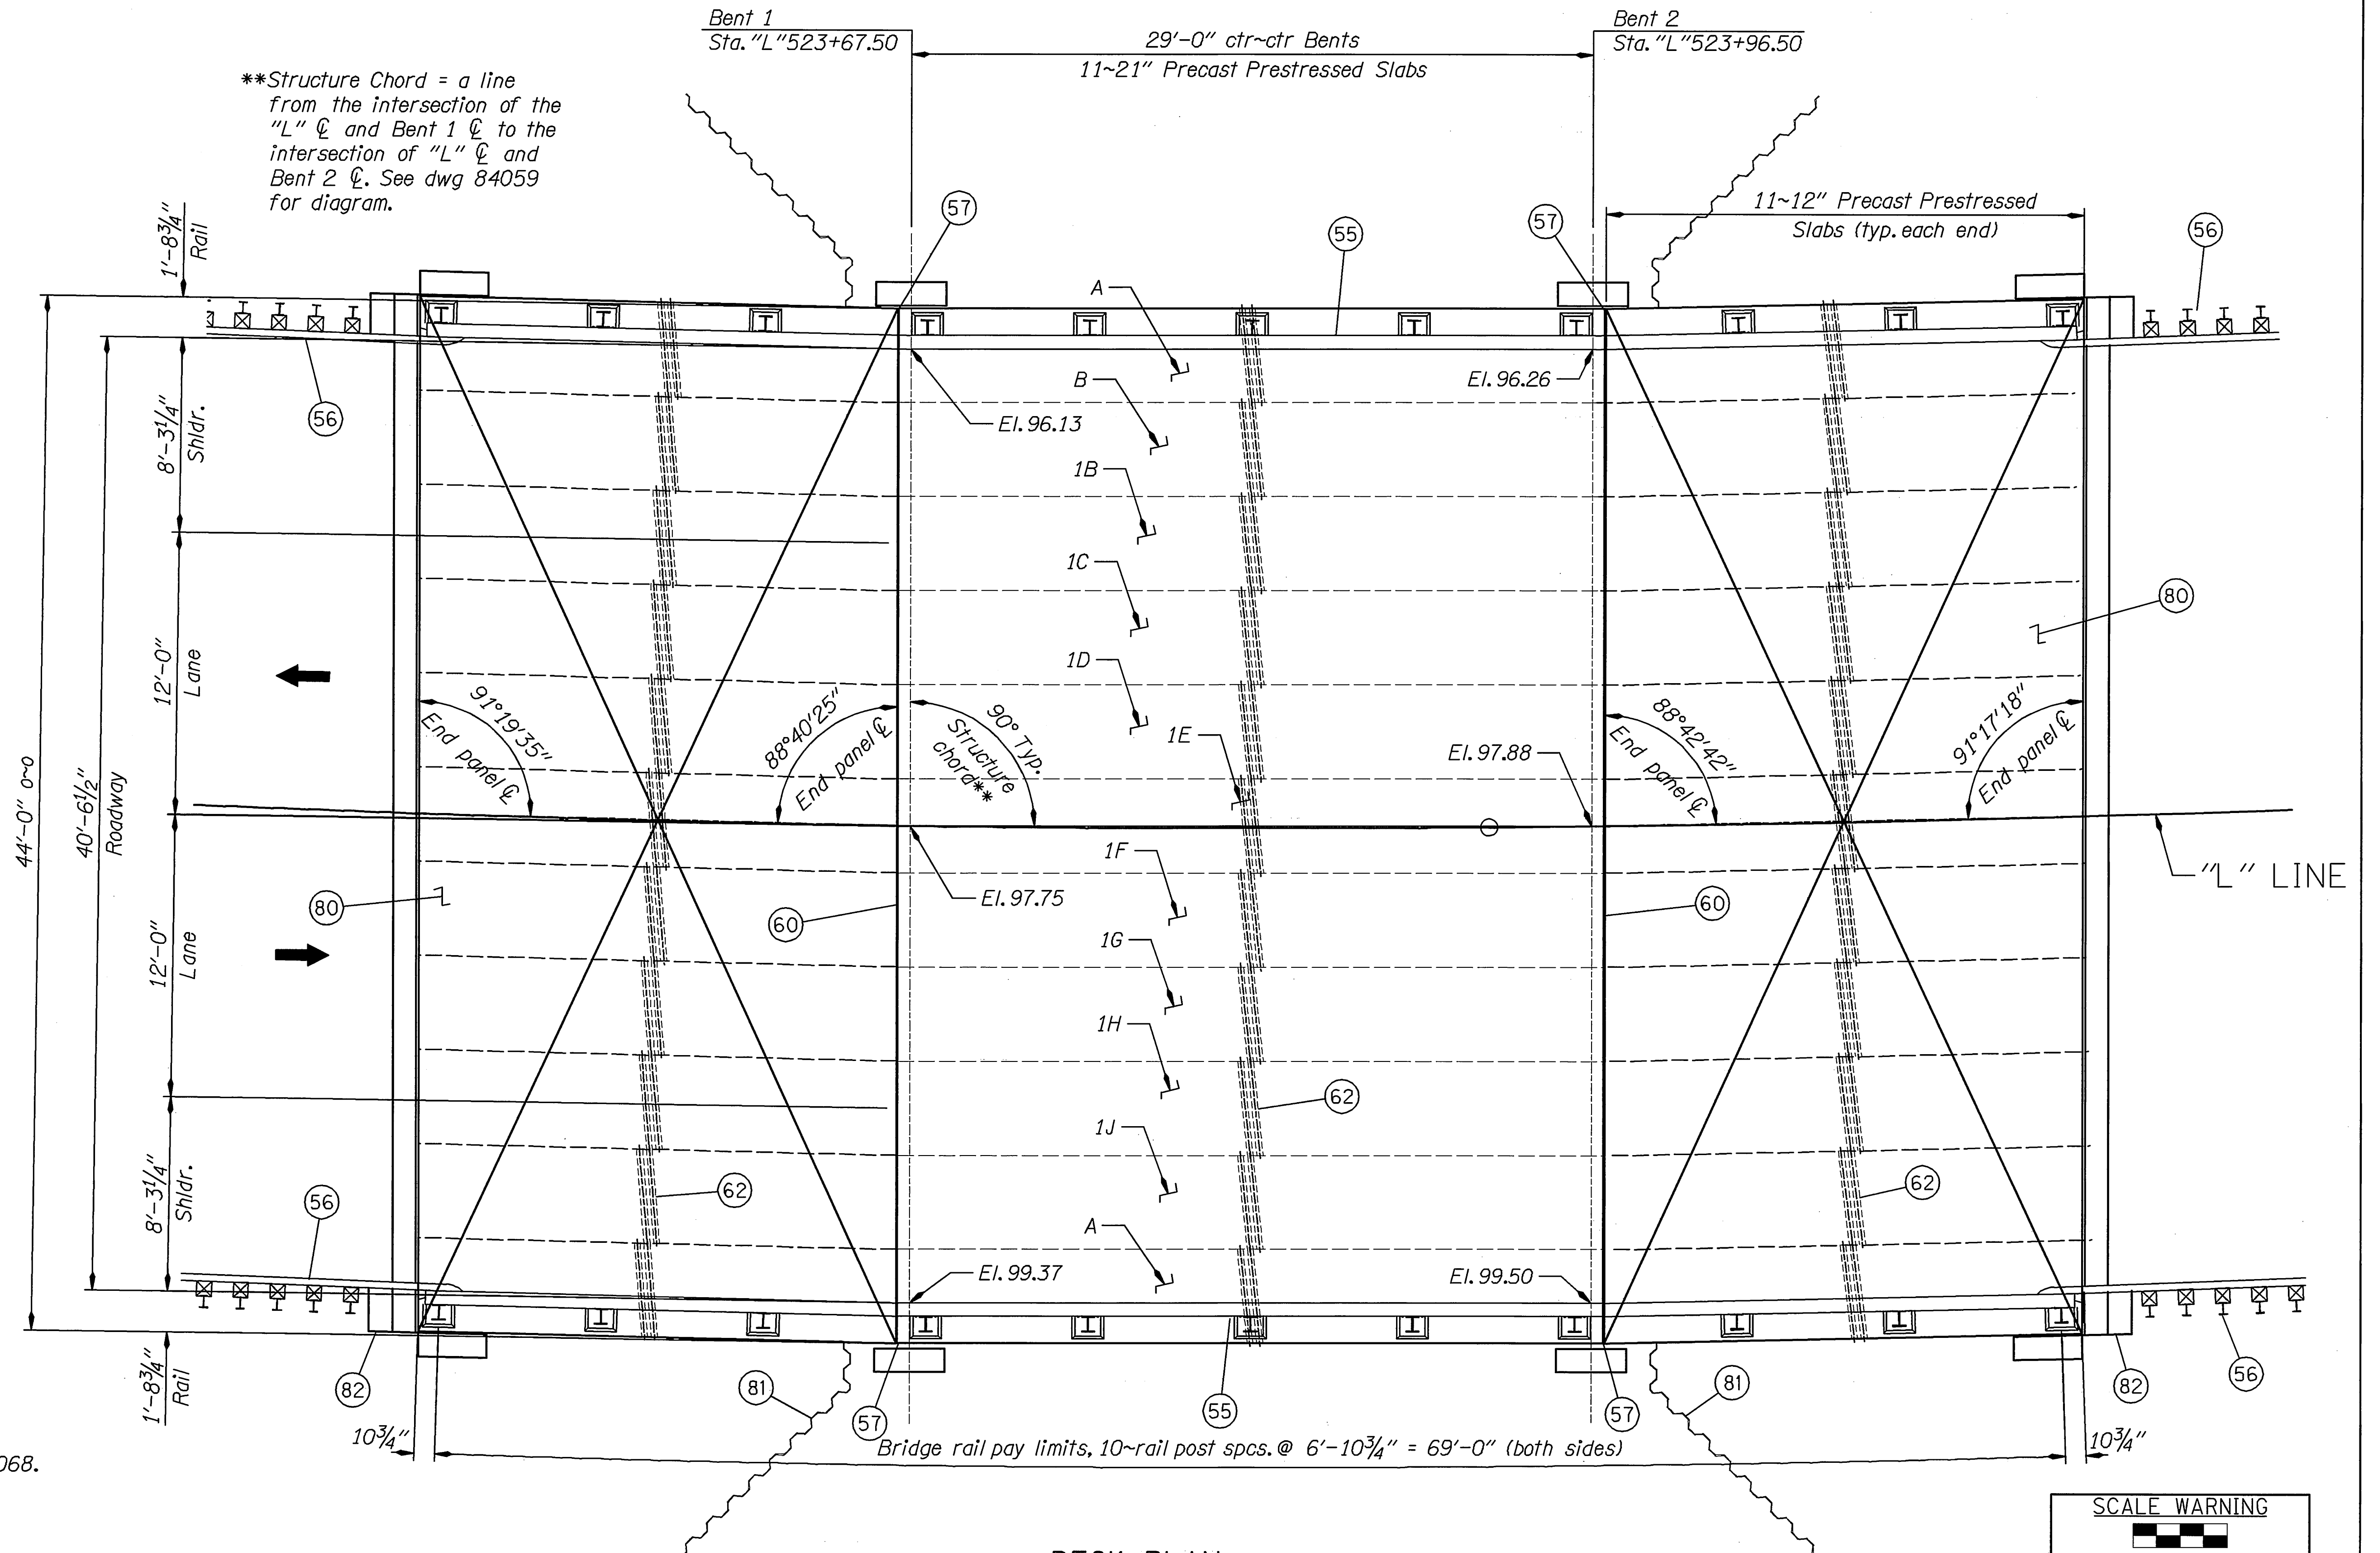 Bent 1
Sta. "L"523+67.50
29'-0" ctr~ctr Bents
11~21" Precast Prestressed Slabs
Bent 2
Sta. "L"523+96.50
**Structure Chord = a line
from the intersection of the
"L" ℄ and Bent 1 ℄ to the
intersection of "L" ℄ and
Bent 2 ℄. See dwg 84059
for diagram.
11~12" Precast Prestressed
Slabs (typ. each end)
1'-8¾"
Rail
57
55
57
56
A
El. 96.26
B
El. 96.13
56
8'-3¼"
Shldr.
1B
1C
80
12'-0"
Lane
1D
91°19'35"
End panel ℄
88°40'25"
End panel ℄
90° Typ.
Structure
chord**
1E
El. 97.88
88°42'42"
End panel ℄
91°17'18"
End panel ℄
44'-0" o~o
40'-6½"
Roadway
1F
"L" LINE
80
60
El. 97.75
60
12'-0"
Lane
1G
1H
62
1J
8'-3¼"
Shldr.
62
62
56
A
El. 99.37
El. 99.50
1'-8¾"
Rail
82
81
57
55
57
81
82
56
10¾"
Bridge rail pay limits, 10~rail post spcs. @ 6'-10¾" = 69'-0" (both sides)
10¾"
068.
SCALE WARNING